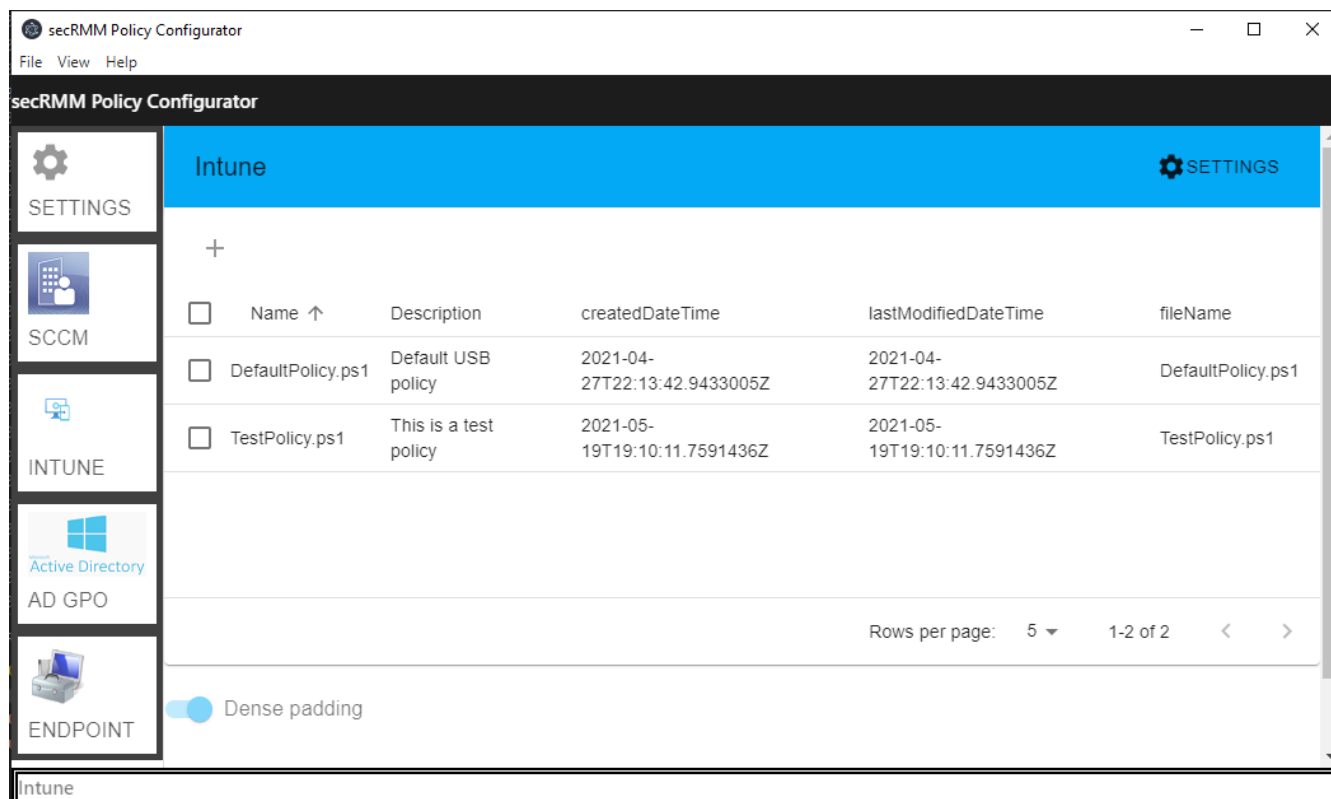 secRMM Policy Configurator
File View Help
secRMM Policy Configurator
SETTINGS
SCCM
INTUNE
Active Directory
AD GPO
ENDPOINT
Intune
SETTINGS
+
Name ↑ Description createdDateTime lastModifiedDateTime fileName
DefaultPolicy.ps1 Default USB 2021-04- 2021-04- DefaultPolicy.ps1
policy 27T22:13:42.9433005Z 27T22:13:42.9433005Z
TestPolicy.ps1 This is a test 2021-05- 2021-05- TestPolicy.ps1
policy 19T19:10:11.7591436Z 19T19:10:11.7591436Z
Rows per page: 5 1-2 of 2 < >
Dense padding
Intune